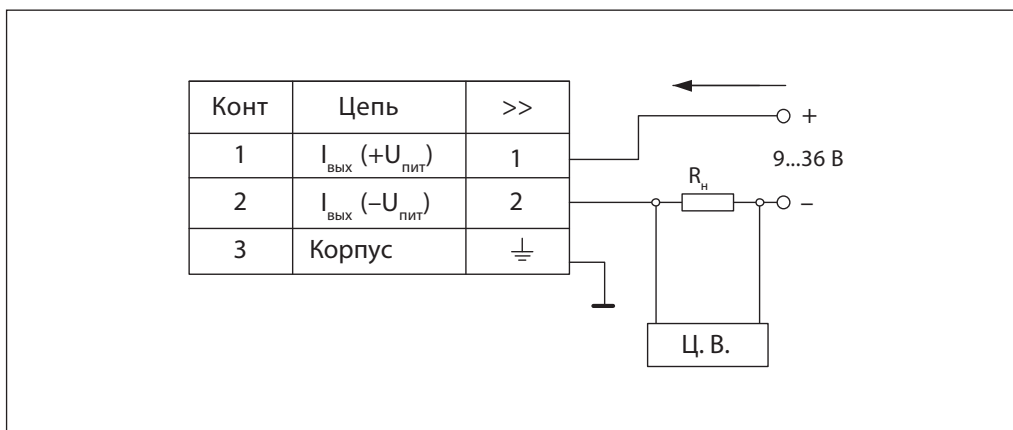 Конт Цепь >>
1 Iвых (+Uпит) 1
2 Iвых (–Uпит) 2
3 Корпус
+
9...36 В
Rн
–
Ц. В.